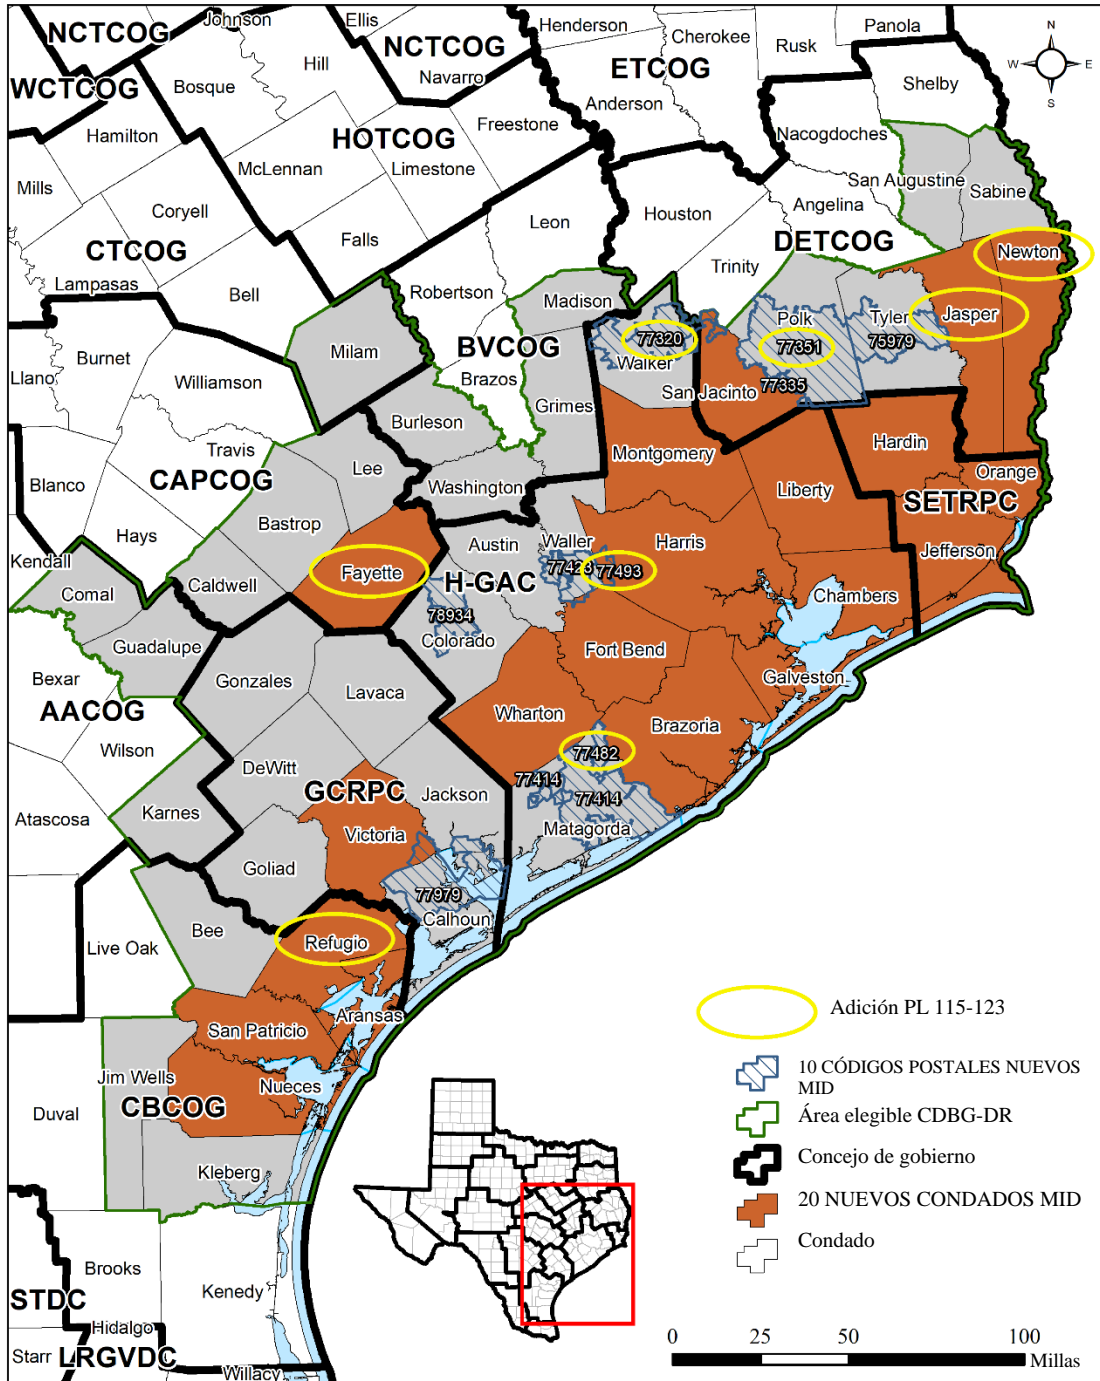 Johnson
Ellis
Henderson
Cherokee
Panola
NCTCOG
NCTCOG
Rusk
N
Hill
Navarro
ETCOG
W
E
S
WCTCOG
Bosque
Anderson
Shelby
Hamilton
HOTCOG
Freestone
Nacogdoches
McLennan
Limestone
San Augustine
Sabine
Mills
Coryell
Leon
Houston
Angelina
CTCOG
Falls
DETCOG
Newton
Lampasas
Bell
Robertson
Madison
Trinity
Polk
Tyler
Jasper
Burnet
Milam
BVCOG
77320
77351
75979
Walker
Llano
Williamson
Brazos
San Jacinto
77335
Grimes
Burleson
Travis
Montgomery
Hardin
Lee
Orange
CAPCOG
Blanco
Washington
Liberty
SETRPC
Bastrop
Hays
Austin
Waller
Harris
Jefferson
Kendall
Fayette
77423
77493
H-GAC
Caldwell
Comal
Chambers
78934
Colorado
Guadalupe
Fort Bend
Bexar
Gonzales
Lavaca
Galveston
AACOG
Wharton
Brazoria
Wilson
77482
DeWitt
77414
GCRPC
Jackson
77414
Karnes
Atascosa
Victoria
Matagorda
Goliad
77979
Calhoun
Bee
Live Oak
Refugio
Adición PL 115-123
Aransas
San Patricio
10 CÓDIGOS POSTALES NUEVOS
MID
Jim Wells
Nueces
CBCOG
Duval
Área elegible CDBG-DR
Concejo de gobierno
Kleberg
20 NUEVOS CONDADOS MID
Condado
Brooks
Kenedy
STDC
Hidalgo
Starr
LRGVDC
Willacy
0
25
50
100
Millas